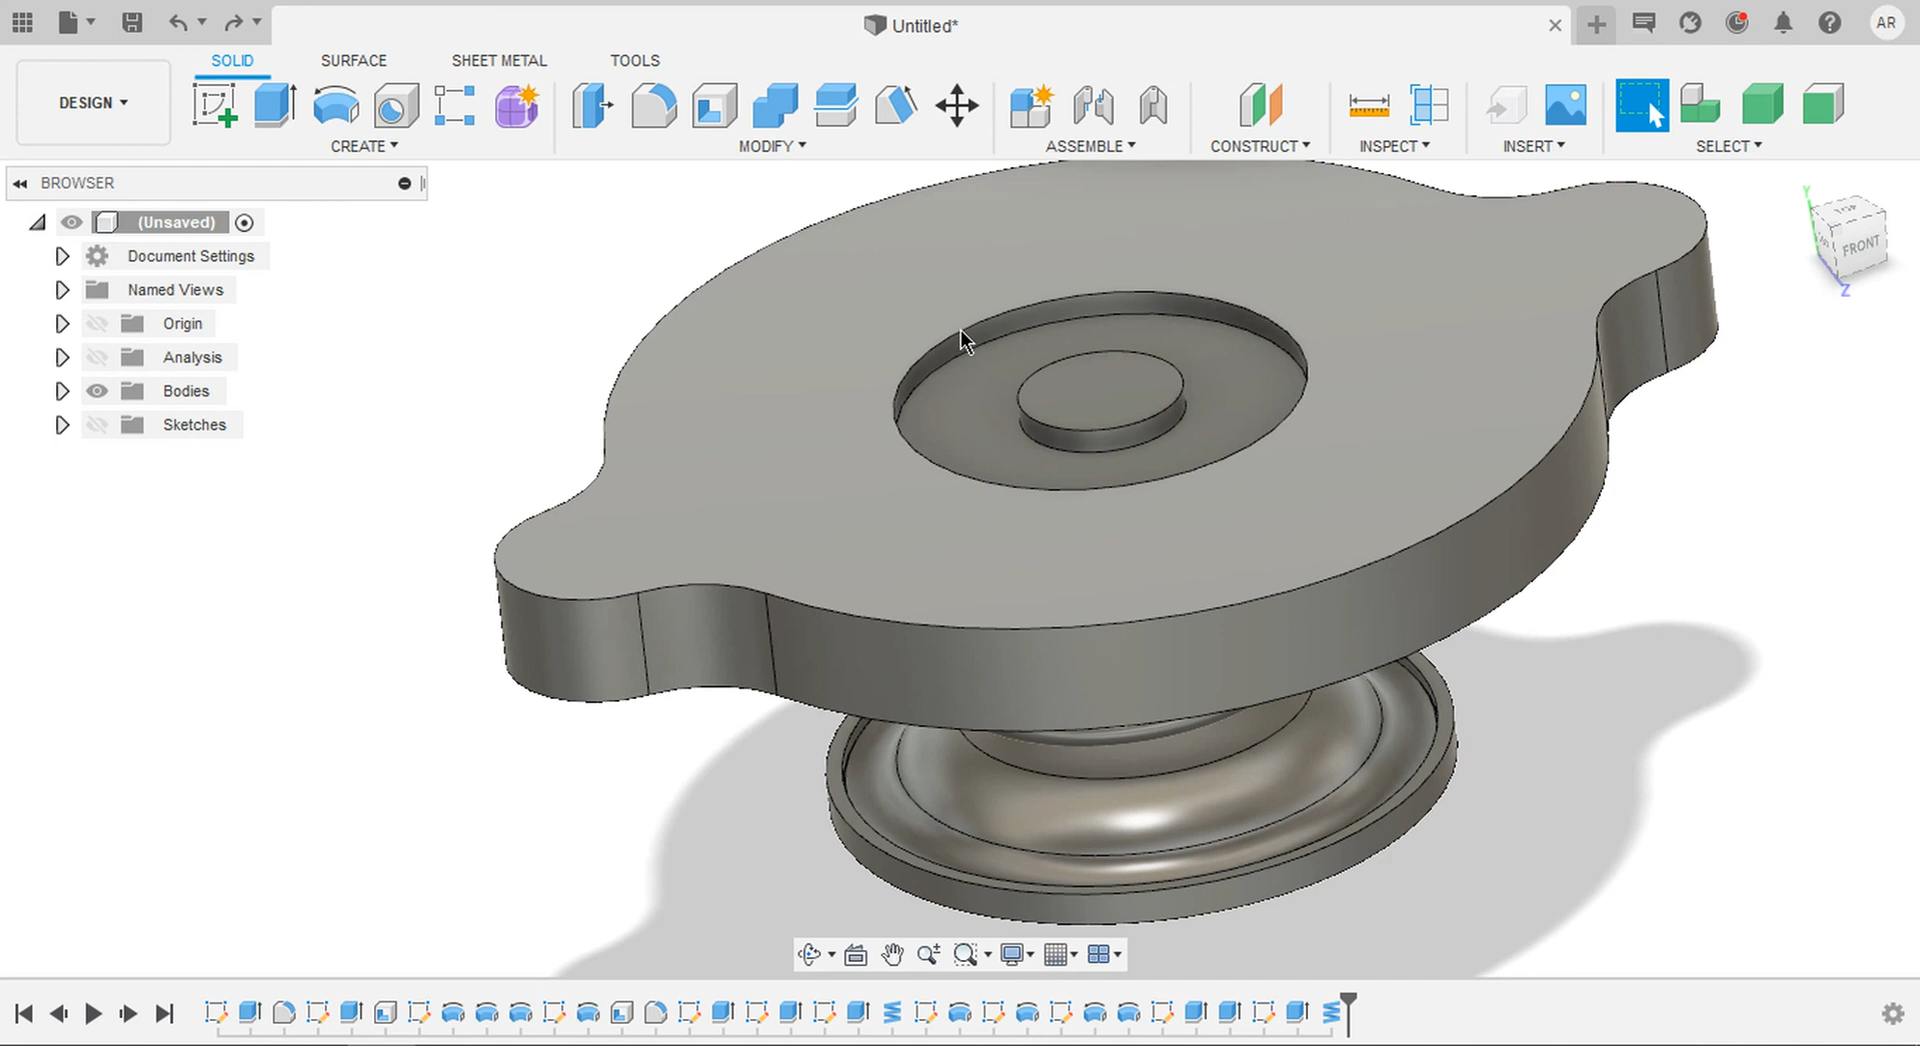 Untitled*
AR
DESIGN
SOLID
SURFACE
SHEET METAL
TOOLS
CREATE
MODIFY
ASSEMBLE
CONSTRUCT
INSPECT
INSERT
SELECT
BROWSER
(Unsaved)
Document Settings
Named Views
Origin
Analysis
Bodies
Sketches
Y
TOP
FRONT
Z